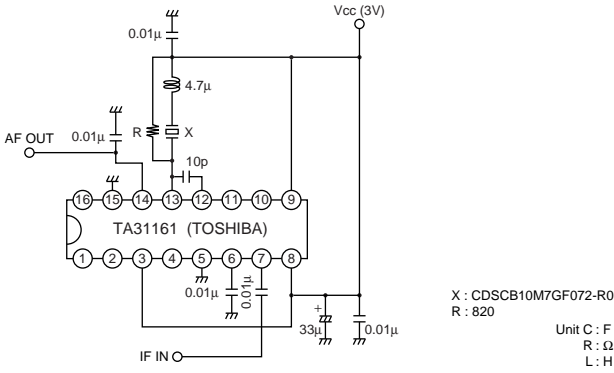 Vcc (3V)
0.01μ
4.7μ
AF OUT
0.01μ
R
X
10p
16 15 14 13 12 11 10 9
TA31161 (TOSHIBA)
1 2 3 4 5 6 7 8
0.01μ
0.01μ
+
33μ
0.01μ
IF IN
X : CDSCB10M7GF072-R0
R : 820
Unit C : F
R : Ω
L : H